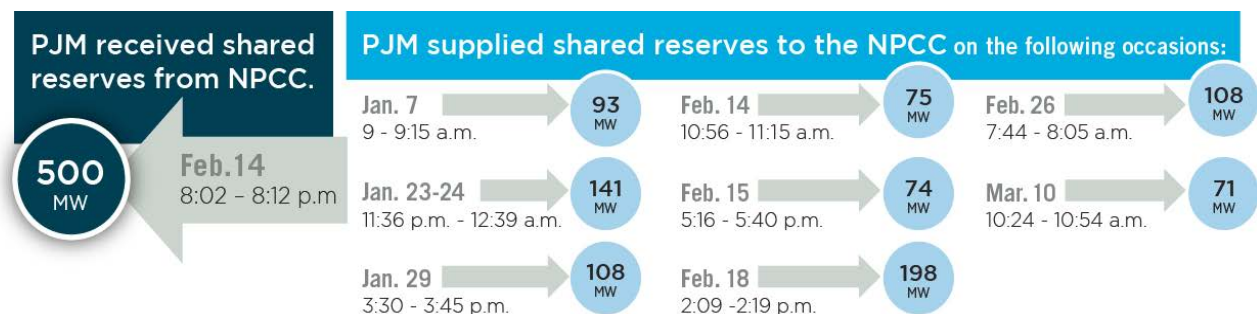 PJM received shared
reserves from NPCC.
500
MW
Feb.14
8:02 – 8:12 p.m
PJM supplied shared reserves to the NPCC on the following occasions:
Jan. 7
9 - 9:15 a.m.
93
MW
Jan. 23-24
11:36 p.m. - 12:39 a.m.
141
MW
Jan. 29
3:30 - 3:45 p.m.
108
MW
Feb. 14
10:56 - 11:15 a.m.
75
MW
Feb. 15
5:16 - 5:40 p.m.
74
MW
Feb. 18
2:09 -2:19 p.m.
198
MW
Feb. 26
7:44 - 8:05 a.m.
108
MW
Mar. 10
10:24 - 10:54 a.m.
71
MW